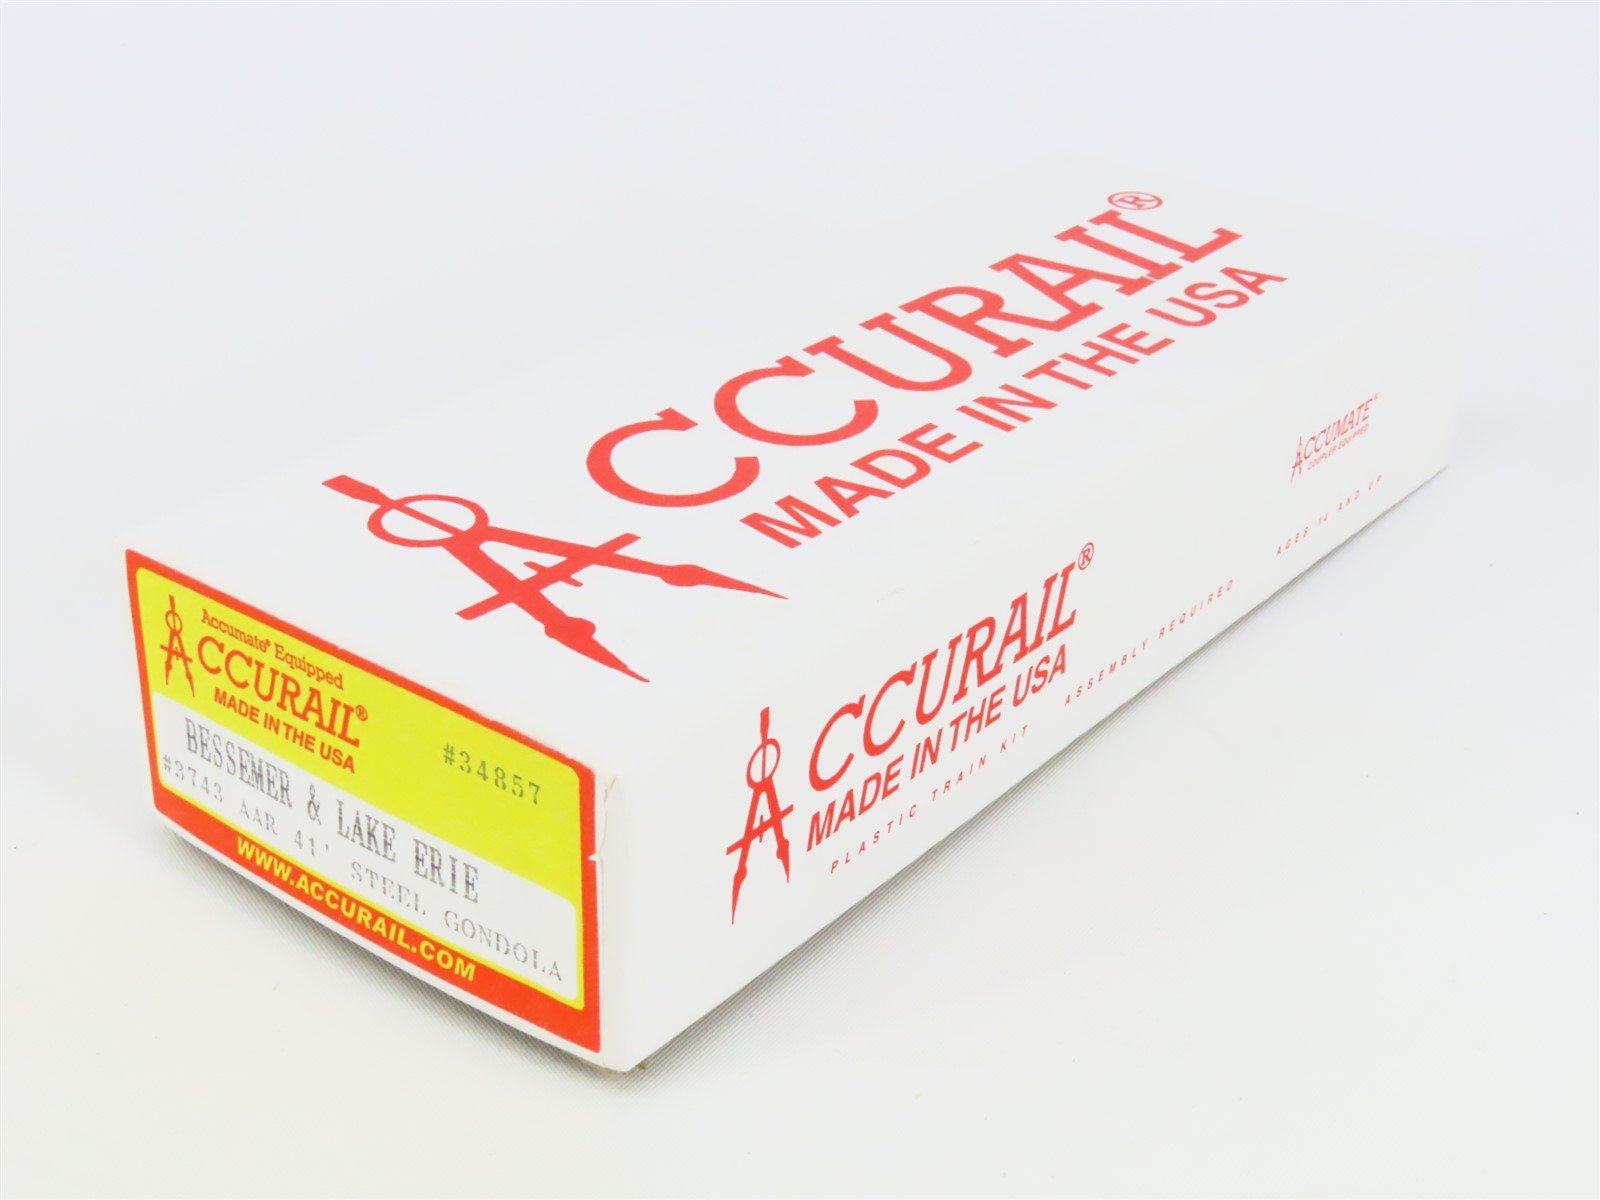 ACCURAIL®
MADE IN THE USA
ACCURAIL®
MADE IN THE USA
PLASTIC TRAIN KIT ASSEMBLY REQUIRED AGES 14 AND UP
ACCUMATE®
COUPLER EQUIPPED
Accumate® Equipped
ACCURAIL®
MADE IN THE USA
#34857
BESSEMER & LAKE ERIE
#3743 AAR 41' STEEL GONDOLA
WWW.ACCURAIL.COM